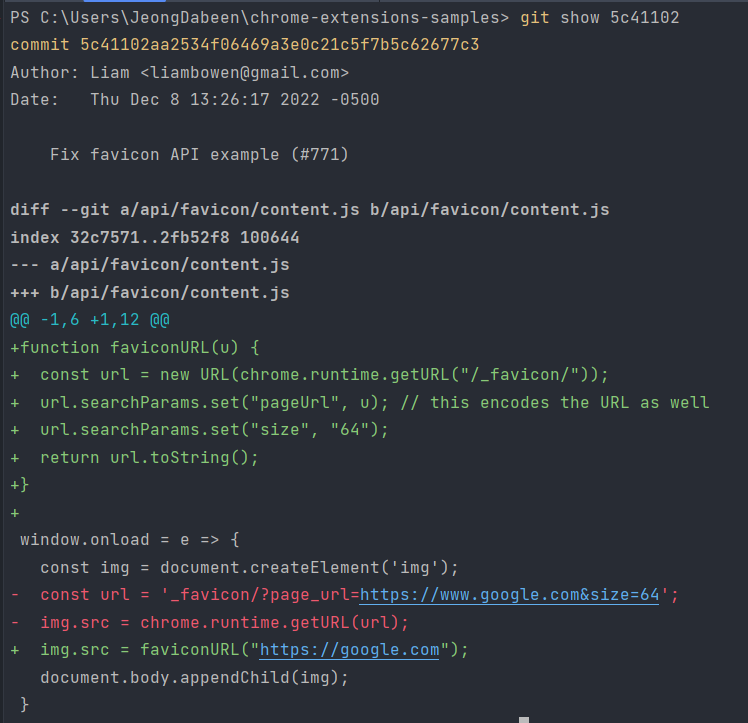 PS C:\Users\JeongDabeen\chrome-extensions-samples> git show 5c41102
commit 5c41102aa2534f06469a3e0c21c5f7b5c62677c3
Author: Liam <liambowen@gmail.com>
Date:   Thu Dec 8 13:26:17 2022 -0500
    Fix favicon API example (#771)
diff --git a/api/favicon/content.js b/api/favicon/content.js
index 32c7571..2fb52f8 100644
--- a/api/favicon/content.js
+++ b/api/favicon/content.js
@@ -1,6 +1,12 @@
+function faviconURL(u) {
+  const url = new URL(chrome.runtime.getURL("/_favicon/"));
+  url.searchParams.set("pageUrl", u); // this encodes the URL as well
+  url.searchParams.set("size", "64");
+  return url.toString();
+}
+
 window.onload = e => {
   const img = document.createElement('img');
-  const url = '_favicon/?page_url=https://www.google.com&size=64';
-  img.src = chrome.runtime.getURL(url);
+  img.src = faviconURL("https://google.com");
   document.body.appendChild(img);
 }